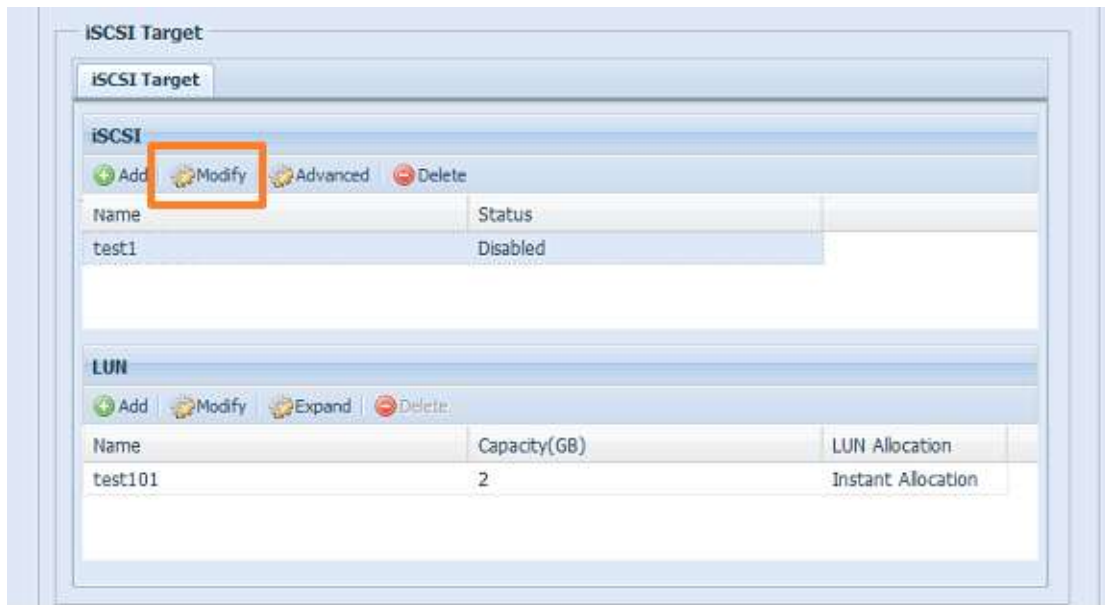 iSCSI Target
iSCSI Target
iSCSI
Add Modify Advanced Delete
Name Status
test1 Disabled
LUN
Add Modify Expand Delete
Name Capacity(GB) LUN Allocation
test101 2 Instant Allocation